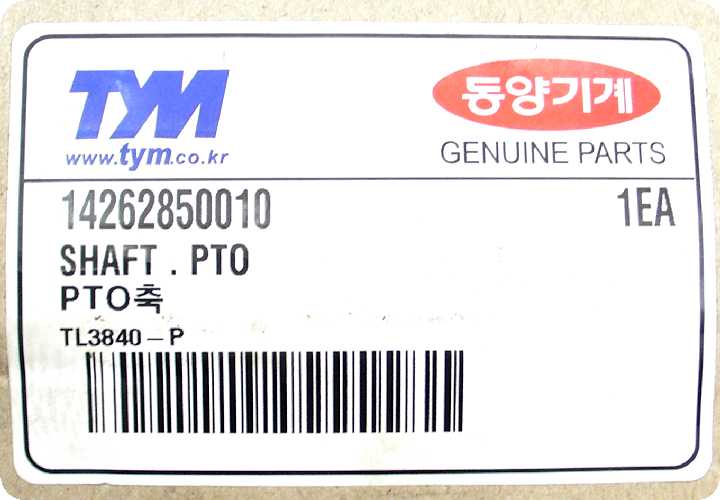 TYM
www.tym.co.kr
동양기계
GENUINE PARTS
14262850010 1EA
SHAFT . PTO
PTO축
TL3840-P